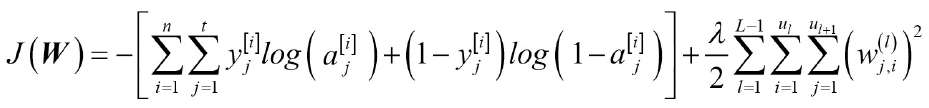 J(W) = -[∑_{i=1}^{n} ∑_{j=1}^{t} y_j^{[i]} log( a_j^{[i]} ) + (1 - y_j^{[i]}) log( 1 - a_j^{[i]} )] + λ/2 ∑_{l=1}^{L-1} ∑_{i=1}^{u_l} ∑_{j=1}^{u_{l+1}} (w_{j,i}^{(l)})^2